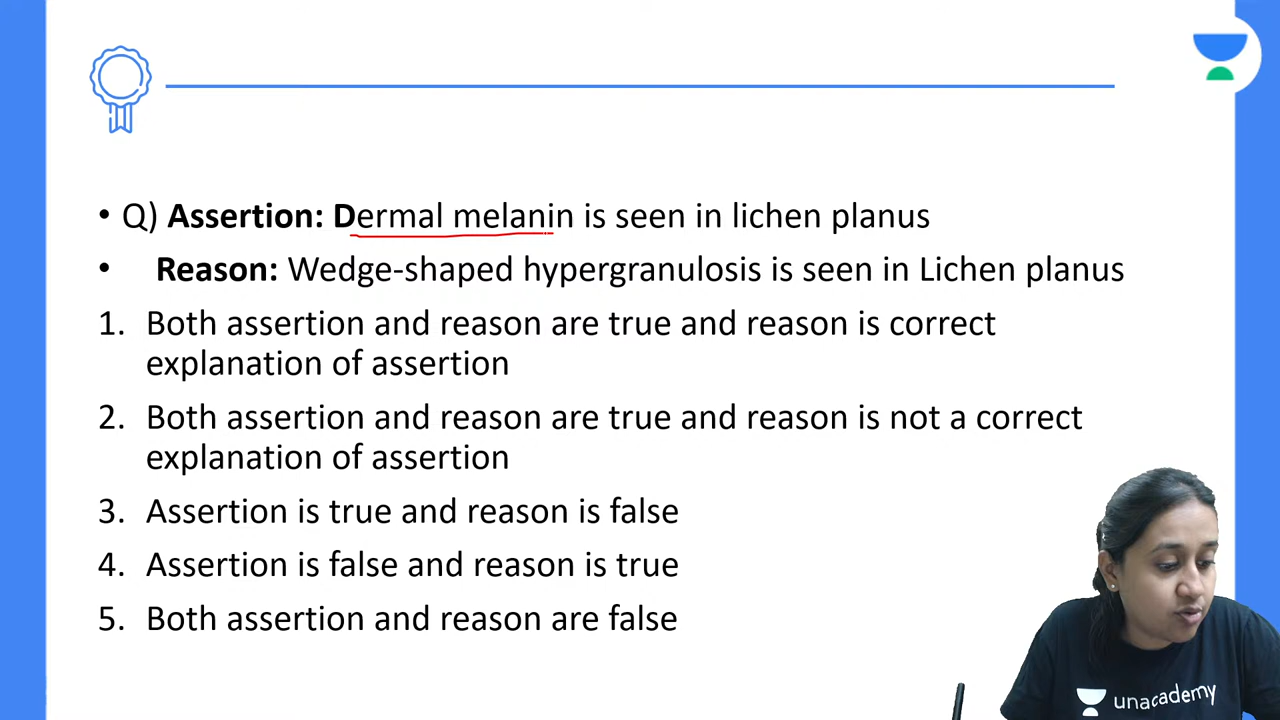 • Q) Assertion: Dermal melanin is seen in lichen planus
• Reason: Wedge-shaped hypergranulosis is seen in Lichen planus
1. Both assertion and reason are true and reason is correct
explanation of assertion
2. Both assertion and reason are true and reason is not a correct
explanation of assertion
3. Assertion is true and reason is false
4. Assertion is false and reason is true
5. Both assertion and reason are false
unacademy